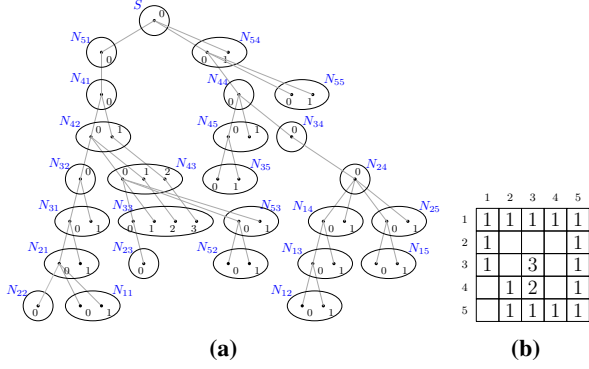 S
0
N51 N54
0 0 1
N41 N44 N55
0 0 0 1
N42 N45 N34
0 1 0 1 0
N32 N43 N35 N24
0 0 1 2 0 1 0
N31 N33 N53 N14 N25
0 1 0 1 2 3 0 1 0 1 0 1
N21 N23 N52 N13 N15
0 1 0 0 1 0 1 0 1
N22 N11 N12
0 0 1 0 1
1 2 3 4 5
1 1 1 1 1 1
2 1 1
3 1 3 1
4 1 2 1
5 1 1 1 1
(a) (b)